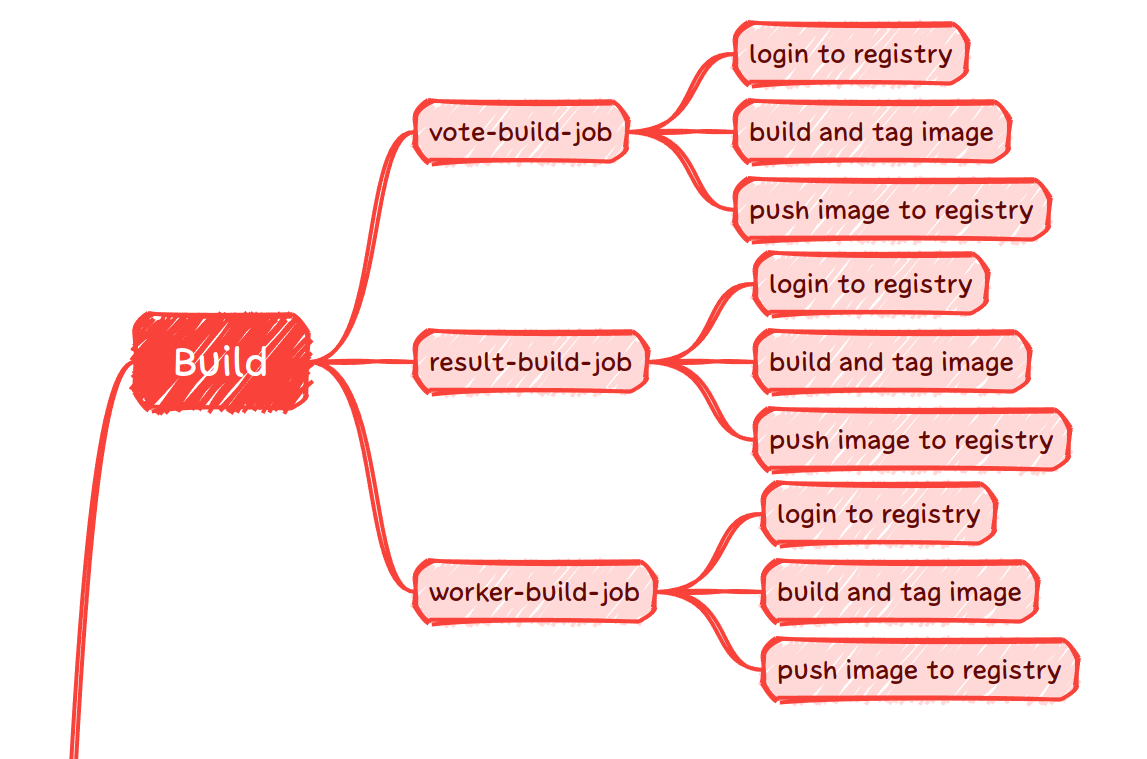 Build
vote-build-job
login to registry
build and tag image
push image to registry
result-build-job
login to registry
build and tag image
push image to registry
worker-build-job
login to registry
build and tag image
push image to registry